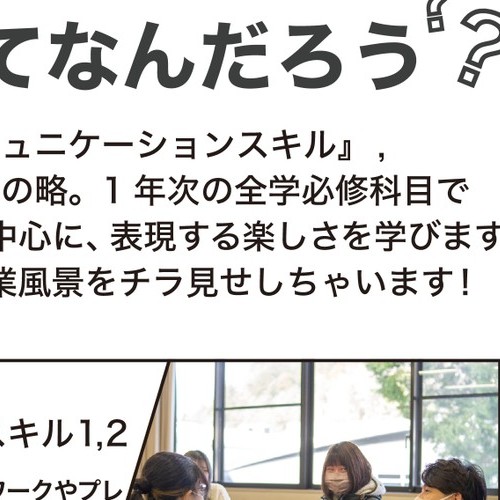 てなんだろう??
ュニケーションスキル』,
の略。1 年次の全学必修科目で
中心に、表現する楽しさを学びます
業風景をチラ見せしちゃいます!
スキル1,2
ワークやプレ